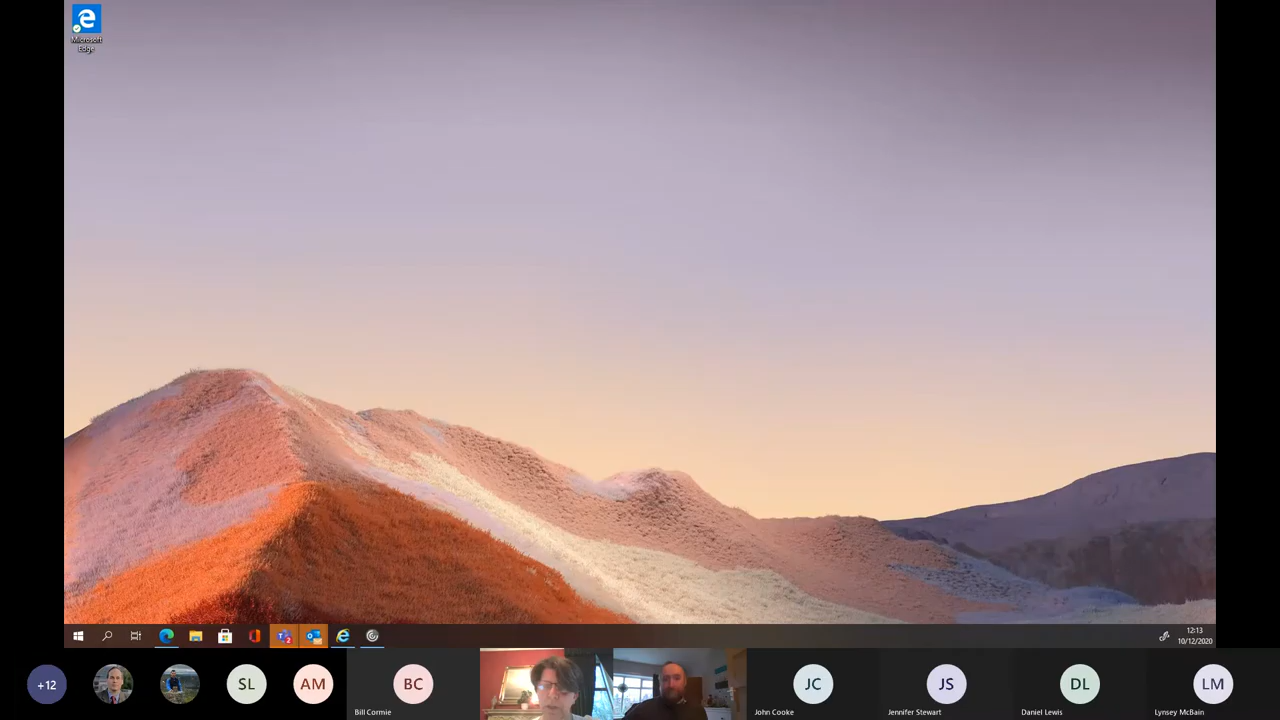 Microsoft
Edge
12:13
10/12/2020
+12
SL
AM
BC
Bill Cormie
JC
John Cooke
JS
Jennifer Stewart
DL
Daniel Lewis
LM
Lynsey McBain